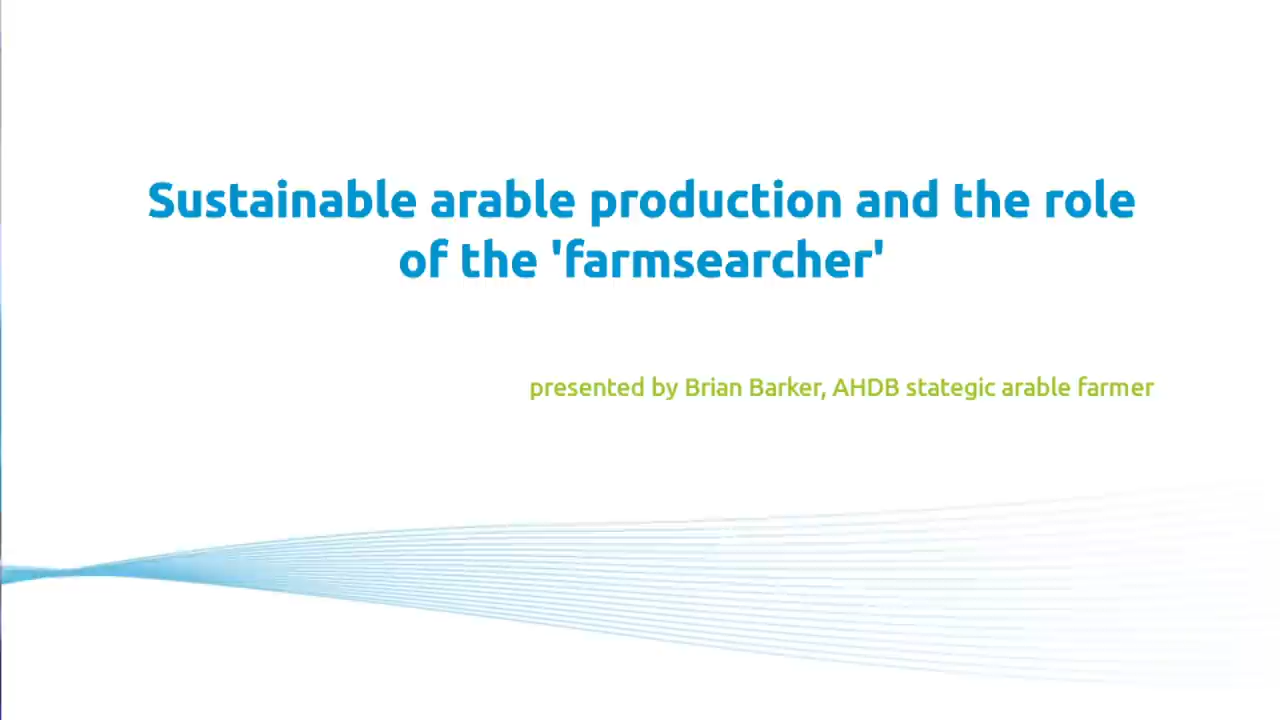 Sustainable arable production and the role
of the 'farmsearcher'
presented by Brian Barker, AHDB stategic arable farmer